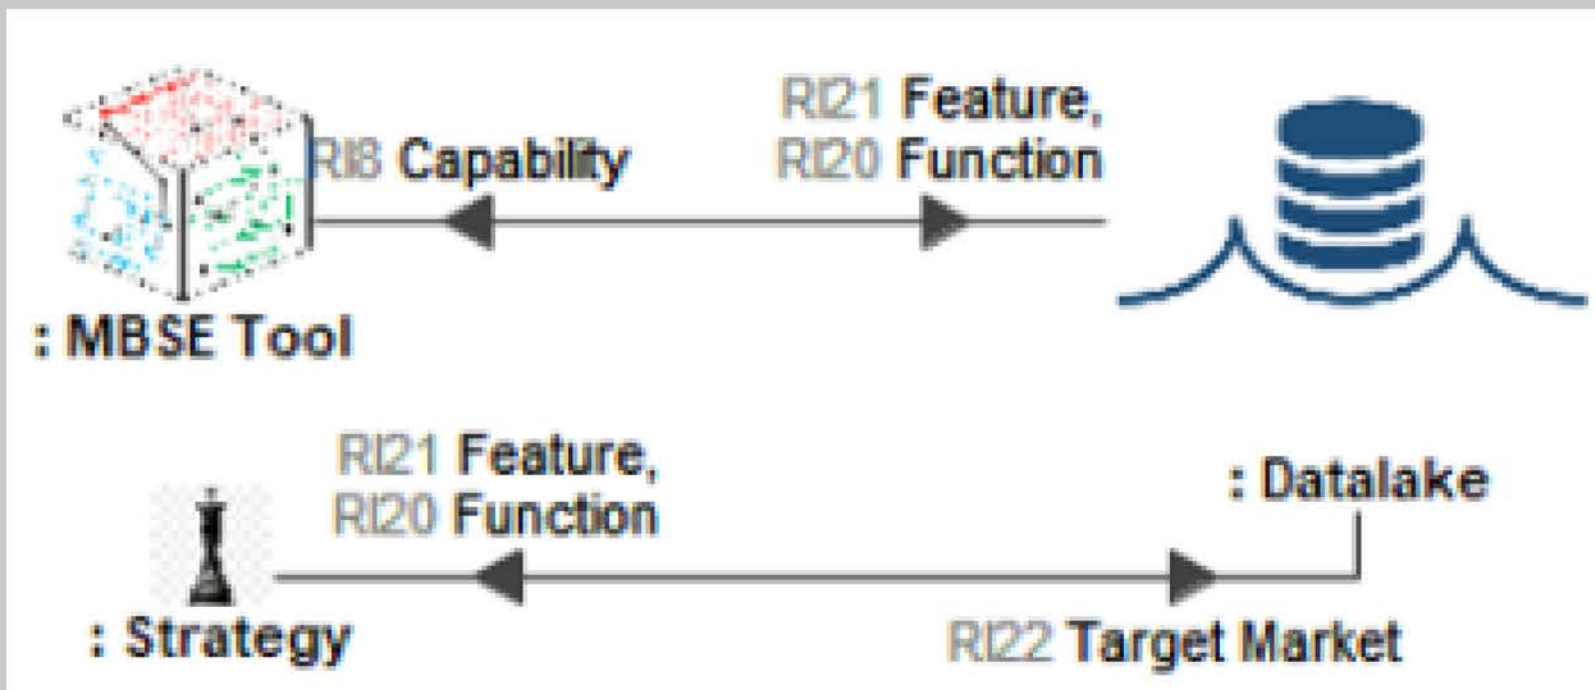 RI21 Feature,
RI8 Capability
RI20 Function
: MBSE Tool
RI21 Feature,
: Datalake
RI20 Function
: Strategy
RI22 Target Market